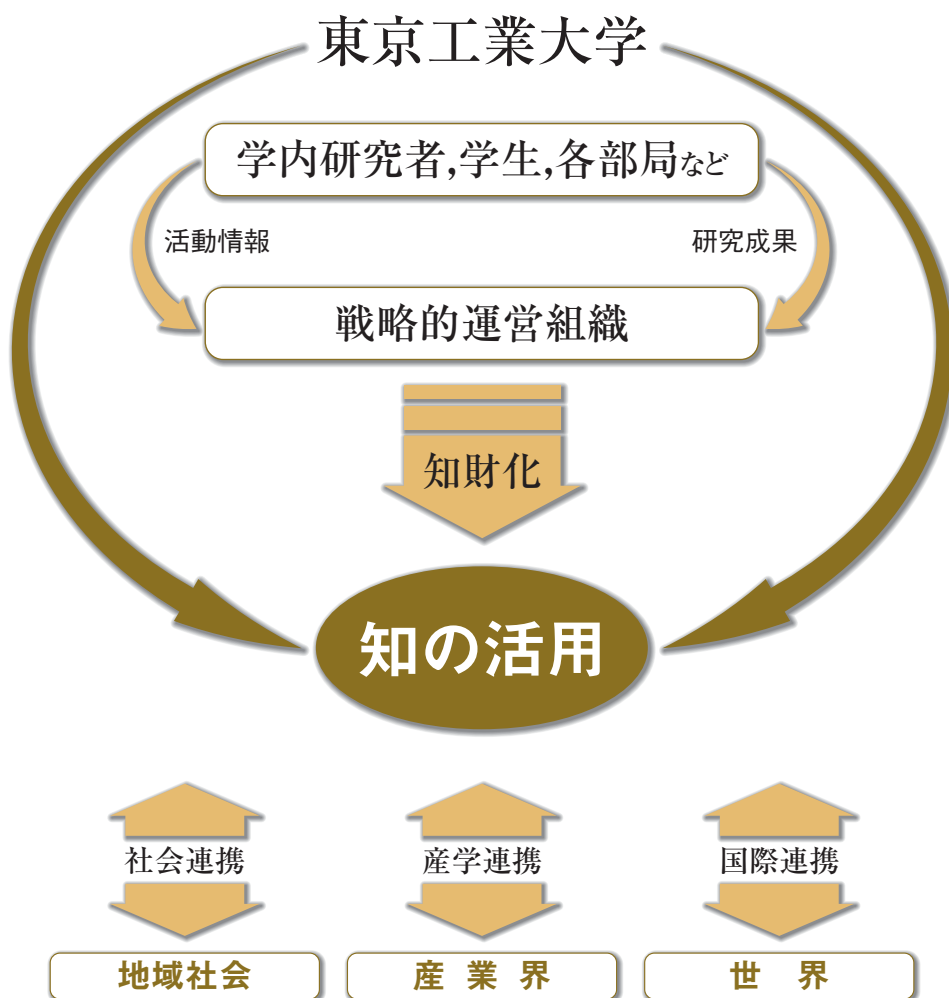 東京工業大学
学内研究者,学生,各部局など
活動情報
研究成果
戦略的運営組織
知財化
知の活用
社会連携
産学連携
国際連携
地域社会
産業界
世界